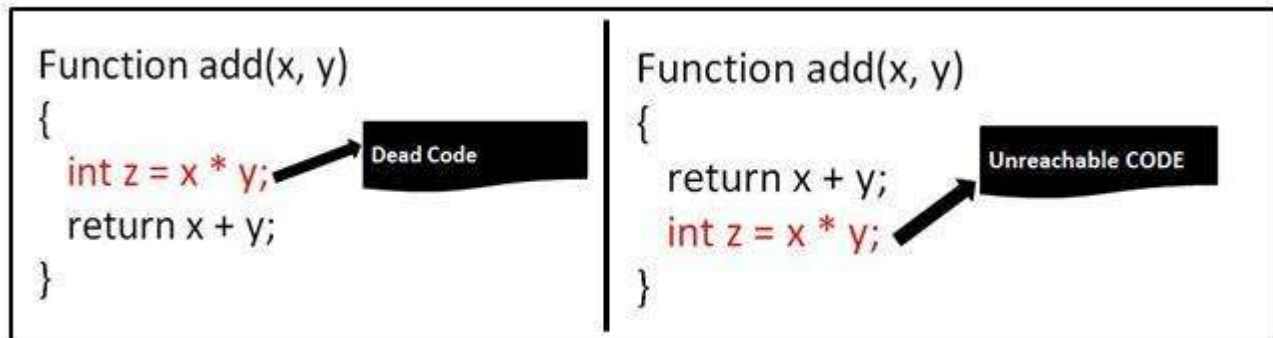 Function add(x, y)
{
int z = x * y;
Dead Code
return x + y;
}
Function add(x, y)
{
return x + y;
Unreachable CODE
int z = x * y;
}